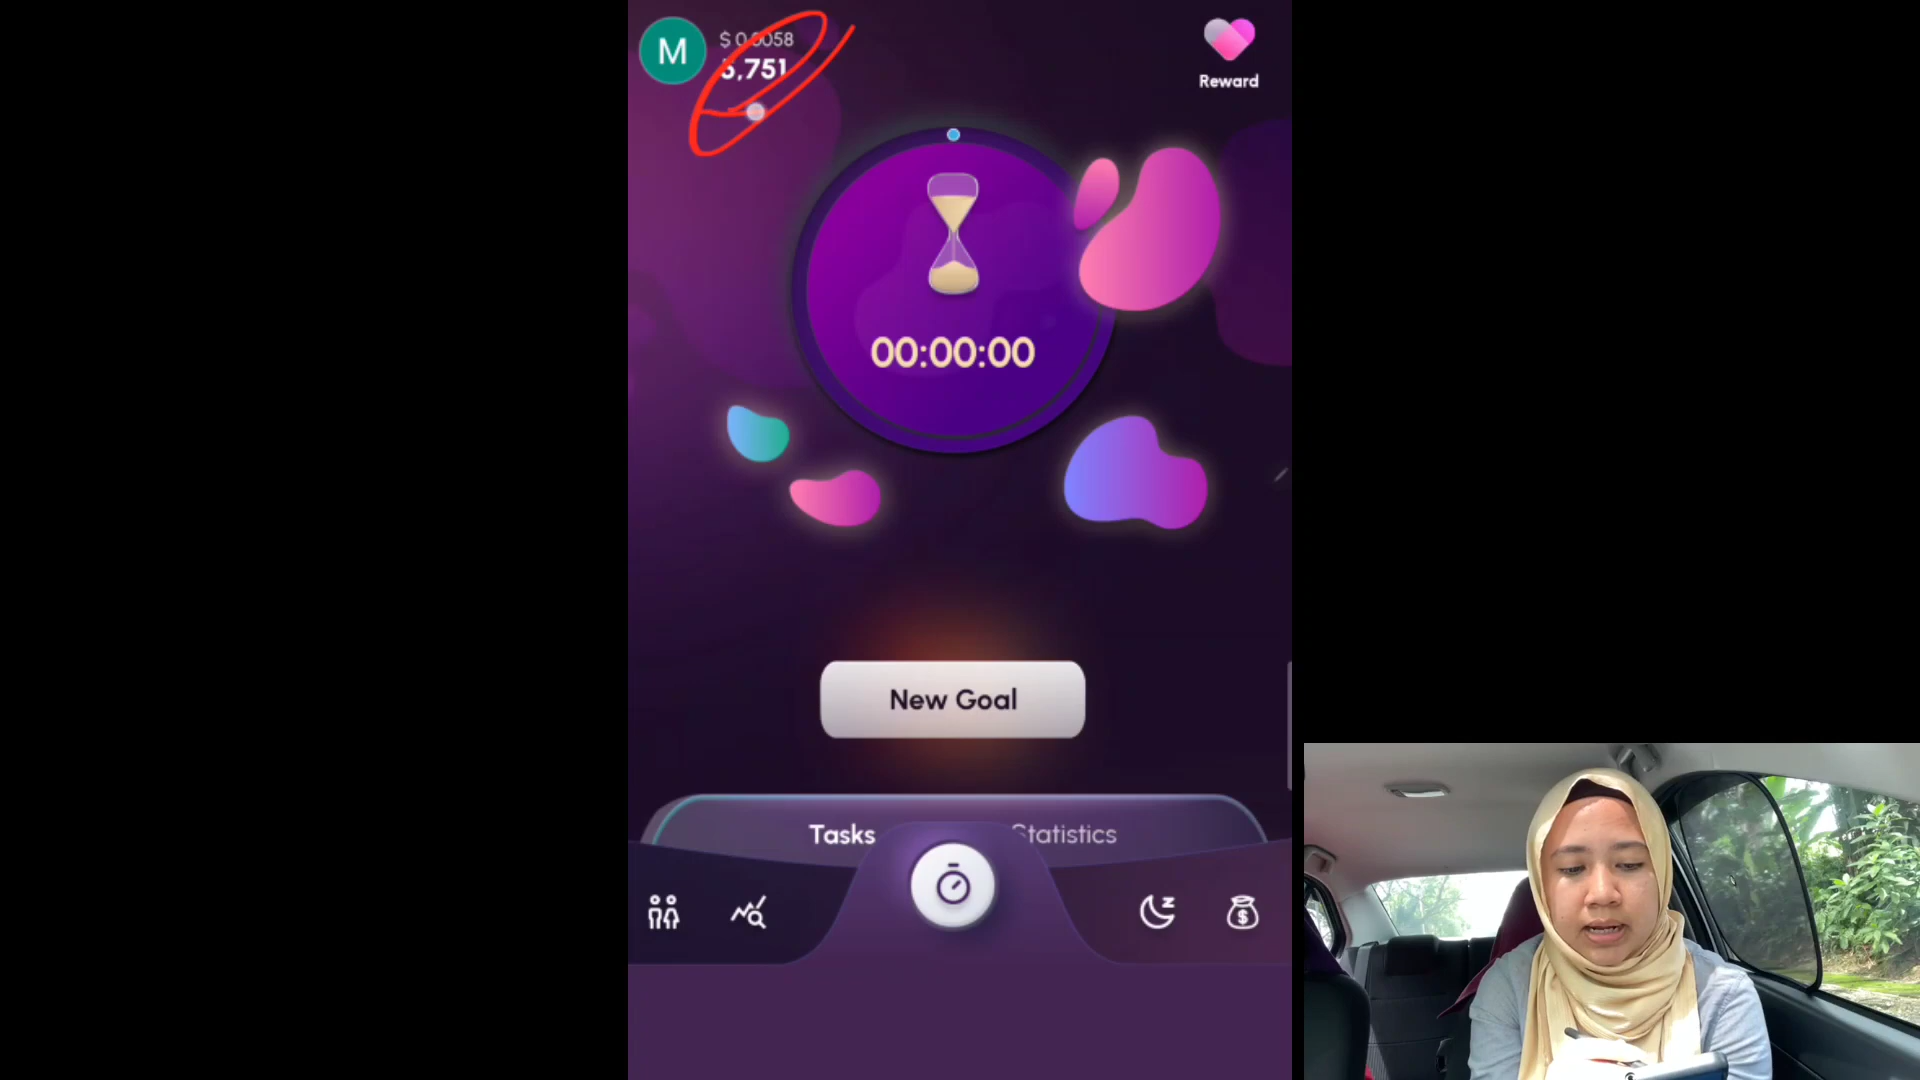 M
$ 0.0058
3,751
Reward
00:00:00
New Goal
Tasks
Statistics